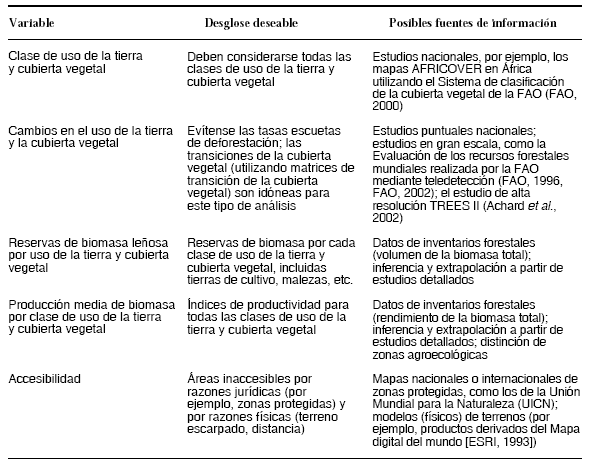 Variable
Desglose deseable
Posibles fuentes de información
Clase de uso de la tierra
y cubierta vegetal
Deben considerarse todas las
clases de uso de la tierra y
cubierta vegetal
Estudios nacionales, por ejemplo, los
mapas AFRICOVER en África
utilizando el Sistema de clasificación
de la cubierta vegetal de la FAO (FAO,
2000)
Cambios en el uso de la tierra
y la cubierta vegetal
Evítense las tasas escuetas
de deforestación; las
transiciones de la cubierta
vegetal (utilizando matrices de
transición de la cubierta
vegetal) son idóneas para
este tipo de análisis
Estudios puntuales nacionales;
estudios en gran escala, como la
Evaluación de los recursos forestales
mundiales realizada por la FAO
mediante teledetección (FAO, 1996,
FAO, 2002); el estudio de alta
resolución TREES II (Achard et al.,
2002)
Reservas de biomasa leñosa
por uso de la tierra y cubierta
vegetal
Reservas de biomasa por cada
clase de uso de la tierra y
cubierta vegetal, incluidas
tierras de cultivo, malezas, etc.
Datos de inventarios forestales
(volumen de la biomasa total);
inferencia y extrapolación a partir de
estudios detallados
Producción media de biomasa
por clase de uso de la tierra
y cubierta vegetal
Índices de productividad para
todas las clases de uso de la
tierra y cubierta vegetal
Datos de inventarios forestales
(rendimiento de la biomasa total);
inferencia y extrapolación a partir de
estudios detallados; distinción de
zonas agroecológicas
Accesibilidad
Áreas inaccesibles por
razones jurídicas (por
ejemplo, zonas protegidas) y
por razones físicas (terreno
escarpado, distancia)
Mapas nacionales o internacionales de
zonas protegidas, como los de la Unión
Mundial para la Naturaleza (UICN);
modelos (físicos) de terrenos (por
ejemplo, productos derivados del Mapa
digital del mundo [ESRI, 1993])